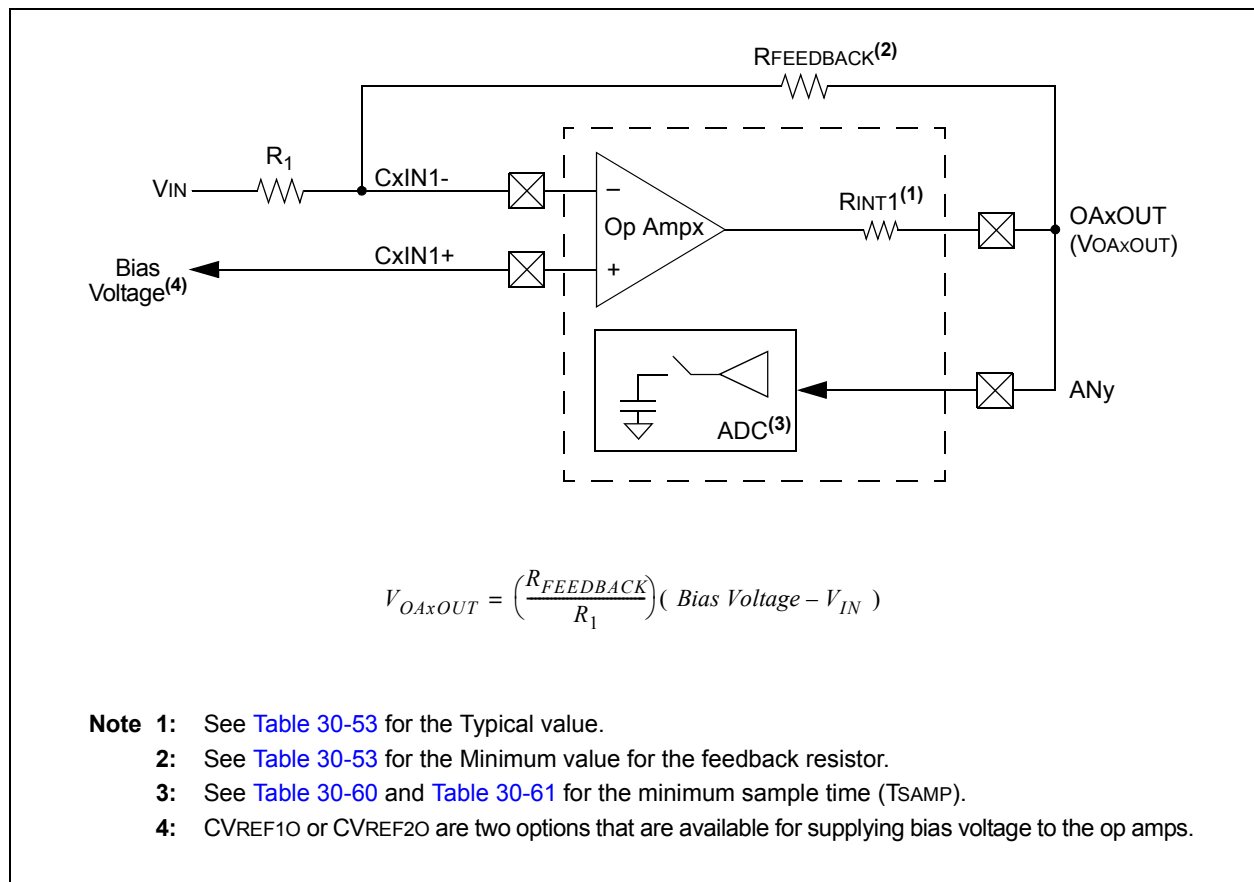 RFEEDBACK(2)
R1
VIN
CxIN1-
–
Op Ampx
RINT1(1)
OAxOUT
(VOAxOUT)
CxIN1+
+
Bias
Voltage(4)
ANy
ADC(3)
VOAxOUT = (RFEEDBACK / R1) ( Bias Voltage – VIN )
Note 1: See Table 30-53 for the Typical value.
2: See Table 30-53 for the Minimum value for the feedback resistor.
3: See Table 30-60 and Table 30-61 for the minimum sample time (TSAMP).
4: CVREF1O or CVREF2O are two options that are available for supplying bias voltage to the op amps.